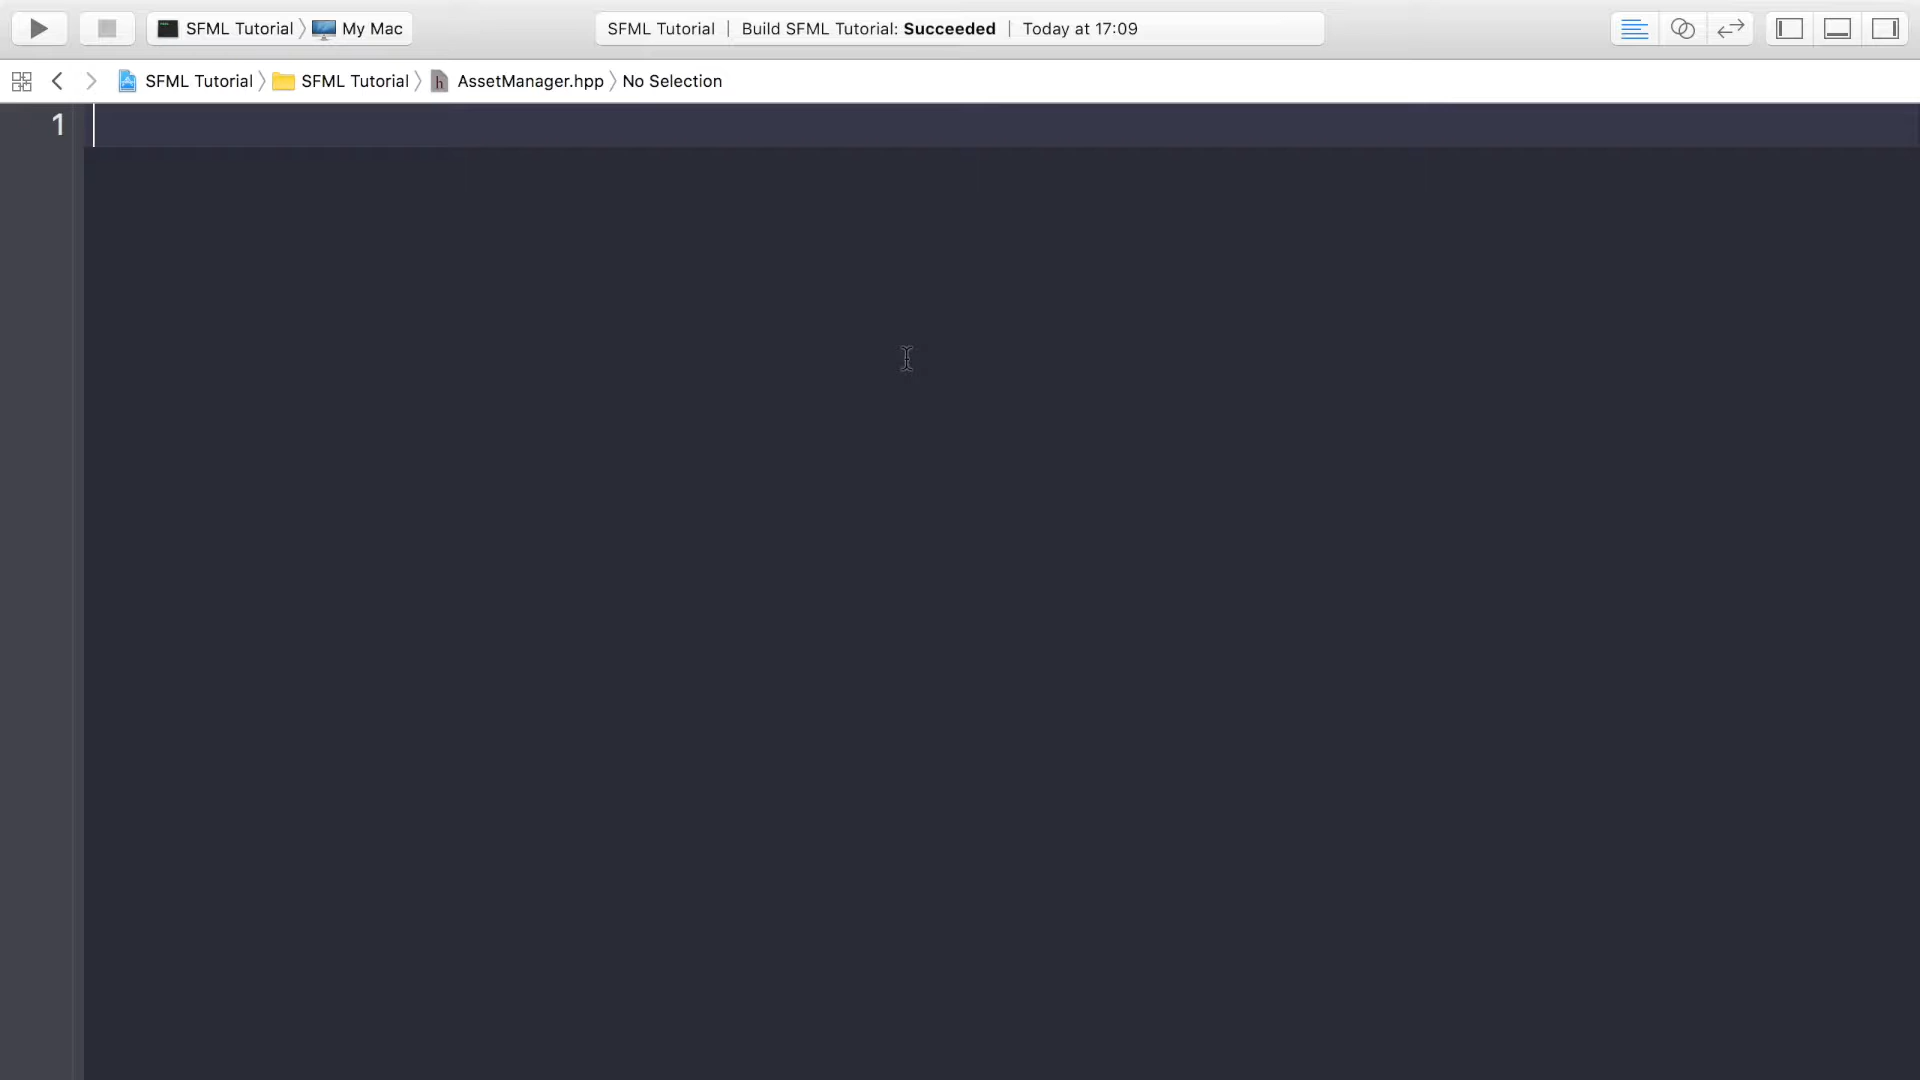 SFML Tutorial 〉 My Mac
SFML Tutorial | Build SFML Tutorial: Succeeded | Today at 17:09
SFML Tutorial 〉 SFML Tutorial 〉 h AssetManager.hpp 〉 No Selection
1